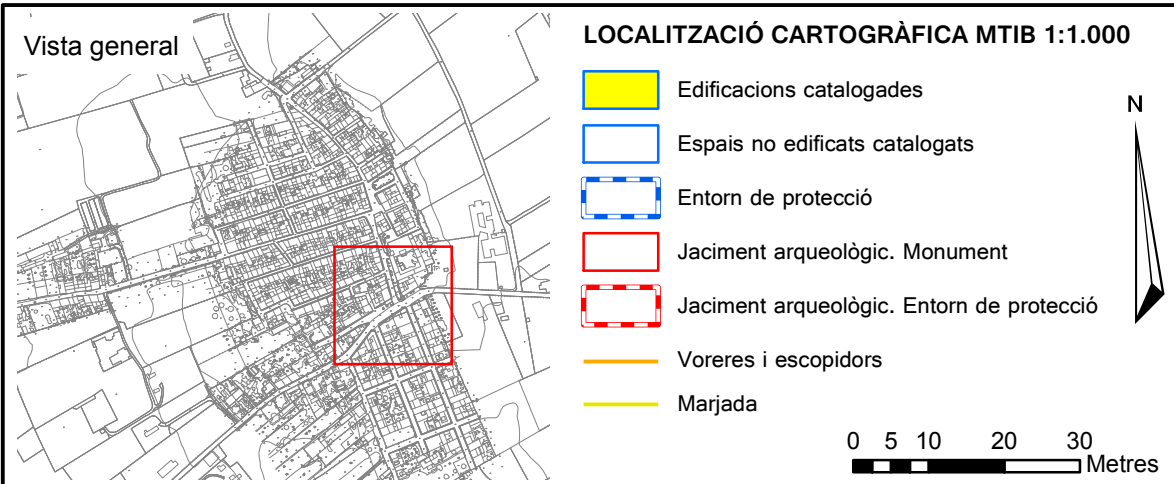 Vista general
LOCALITZACIÓ CARTOGRÀFICA MTIB 1:1.000
Edificacions catalogades
Espais no edificats catalogats
Entorn de protecció
Jaciment arqueològic. Monument
Jaciment arqueològic. Entorn de protecció
Voreres i escopidors
Marjada
N
0 5 10 20 30
Metres